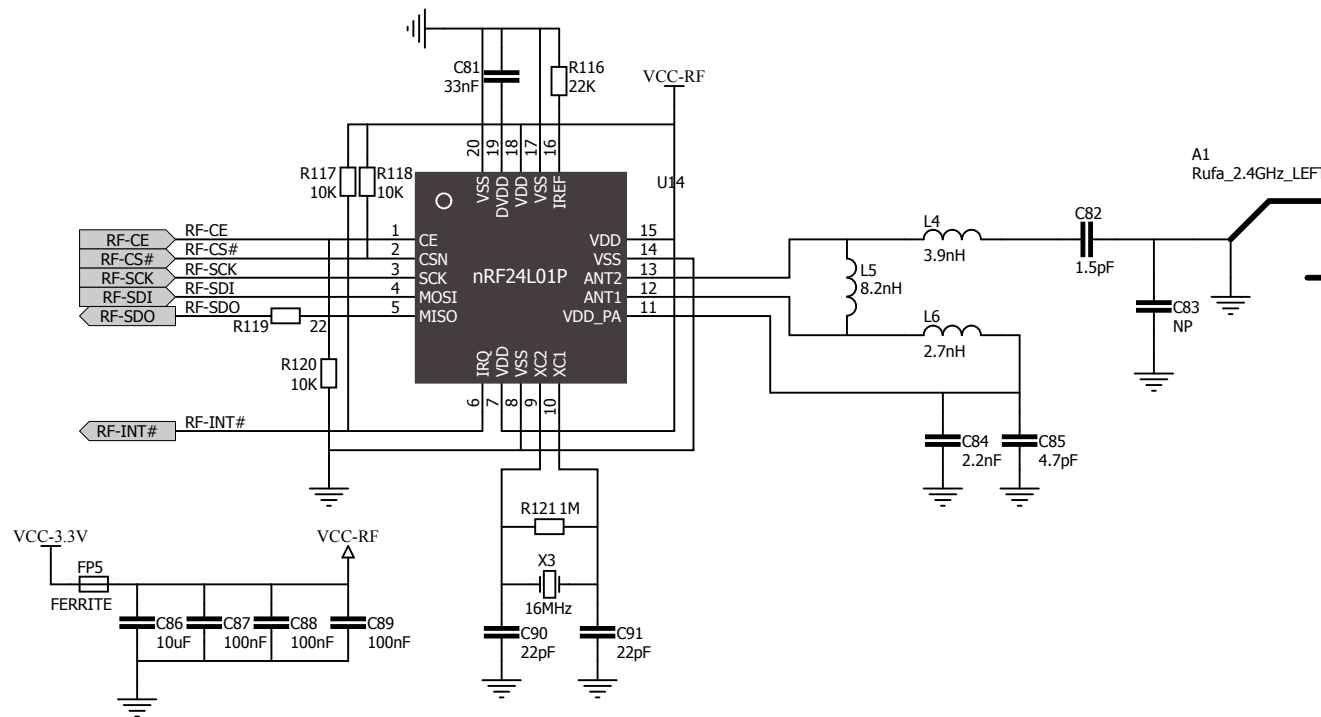 C81
33nF
R116
22K
VCC-RF
20
19
18
17
16
R117
10K
R118
10K
VSS
DVDD
VDD
VSS
IREF
U14
A1
Rufa_2.4GHz_LEFT
RF-CE
RF-CE
1
CE
VDD
15
RF-CS#
RF-CS#
2
CSN
VSS
14
RF-SCK
RF-SCK
3
SCK
nRF24L01P
ANT2
13
RF-SDI
RF-SDI
4
MOSI
ANT1
12
RF-SDO
RF-SDO
R119
22
5
MISO
VDD_PA
11
L4
3.9nH
C82
1.5pF
L5
8.2nH
C83
NP
L6
2.7nH
R120
10K
IRQ
VDD
VSS
XC2
XC1
6
7
8
9
10
RF-INT#
RF-INT#
C84
2.2nF
C85
4.7pF
R121 1M
X3
16MHz
C90
22pF
C91
22pF
VCC-3.3V
VCC-RF
FP5
FERRITE
C86
10uF
C87
100nF
C88
100nF
C89
100nF